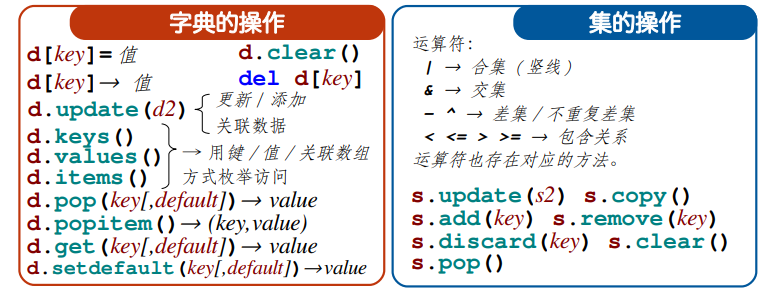 字典的操作
d[key]=值 d.clear()
d[key]→ 值 del d[key]
d.update(d2) 更新／添加
关联数据
d.keys()
d.values() → 用键／值／关联数组
d.items() 方式枚举访问
d.pop(key[,default])→ value
d.popitem()→ (key,value)
d.get(key[,default])→ value
d.setdefault(key[,default])→value
集的操作
运算符:
| → 合集（竖线）
& → 交集
- ^ → 差集／不重复差集
< <= > >= → 包含关系
运算符也存在对应的方法。
s.update(s2) s.copy()
s.add(key) s.remove(key)
s.discard(key) s.clear()
s.pop()